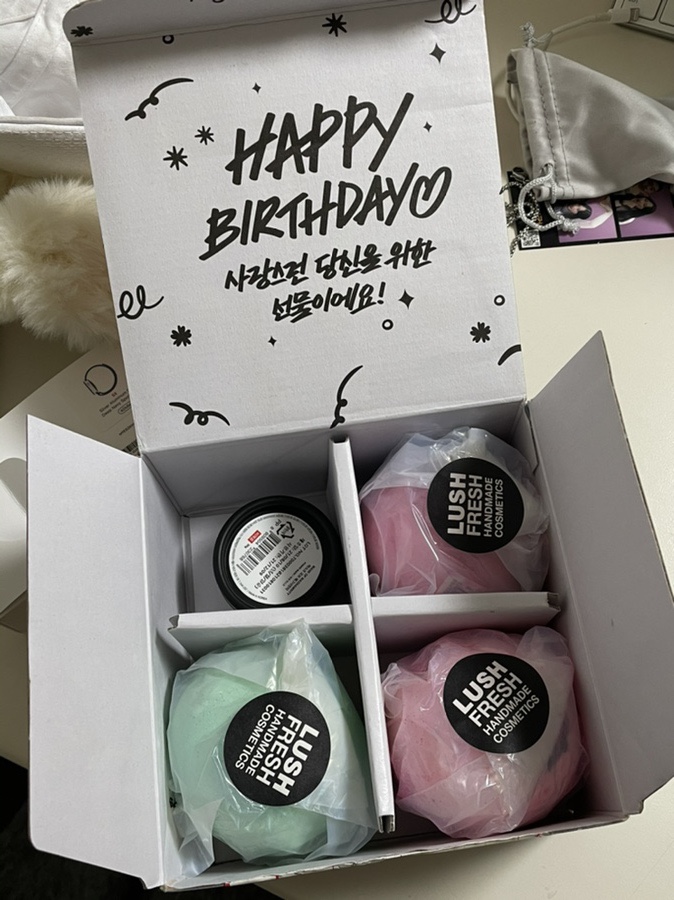 HAPPY
BIRTHDAY♡
사랑스런 당신을 위한
선물이에요!
LUSH
FRESH
HANDMADE
COSMETICS
LUSH
FRESH
HANDMADE
COSMETICS
LUSH
FRESH
HANDMADE
COSMETICS